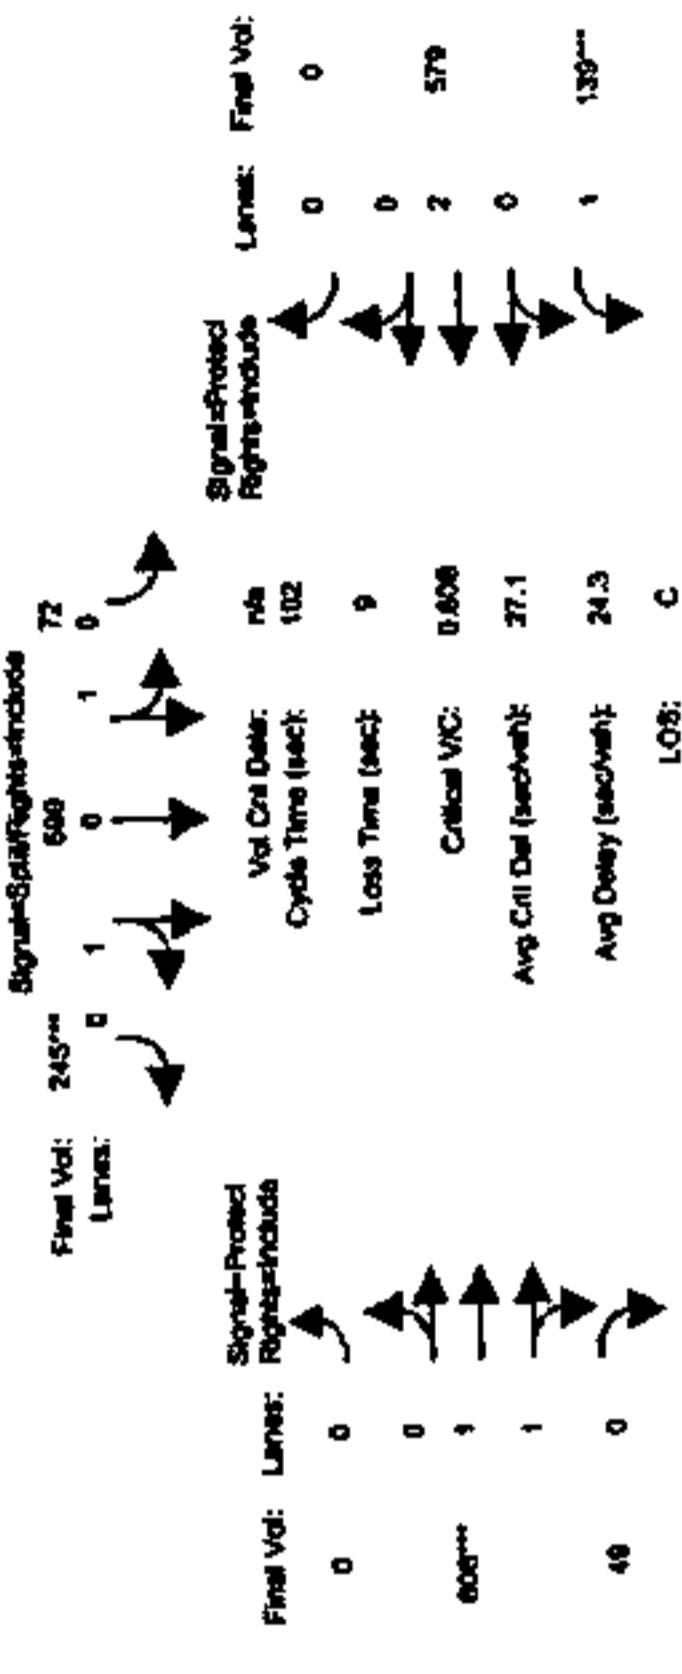 Signal=Split/Rights=Include
Final Vol: 245***
72
Lanes: 0 1 0 1 0
Signal=Protect
Rights=Include
Final Vol: Lanes:
0 0
0
1
1
49 0
Vol Cnt Date: n/a
Cycle Time (sec): 102
Loss Time (sec): 9
Critical V/C:
Avg Crit Del (sec/veh): 27.1
Avg Delay (sec/veh): 24.3
LOS: C
Signal=Protect
Rights=Include
Lanes: Final Vol:
0 0
0
2 579
0
1 139***